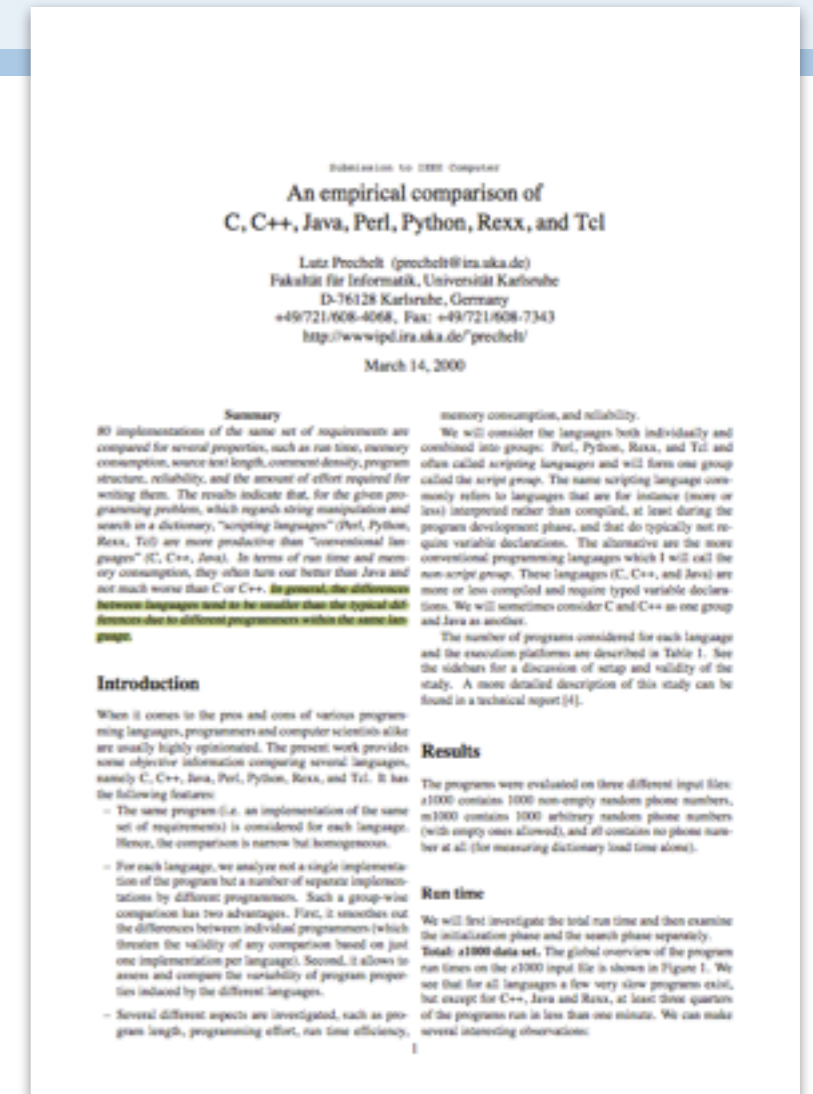 Submission to IEEE Computer
An empirical comparison of
C, C++, Java, Perl, Python, Rexx, and Tcl
Lutz Prechelt (prechelt@ira.uka.de)
Fakultät für Informatik, Universität Karlsruhe
D-76128 Karlsruhe, Germany
+49/721/608-4068, Fax: +49/721/608-7343
http://wwwipd.ira.uka.de/~prechelt/
March 14, 2000
Summary
80 implementations of the same set of requirements are
compared for several properties, such as run time, memory
consumption, source text length, comment density, program
structure, reliability, and the amount of effort required for
writing them. The results indicate that, for the given pro-
gramming problem, which regards string manipulation and
search in a dictionary, "scripting languages" (Perl, Python,
Rexx, Tcl) are more productive than "conventional lan-
guages" (C, C++, Java). In terms of run time and mem-
ory consumption, they often turn out better than Java and
not much worse than C or C++. In general, the differences
between languages tend to be smaller than the typical dif-
ferences due to different programmers within the same lan-
guage.
Introduction
When it comes to the pros and cons of various program-
ming languages, programmers and computer scientists alike
are usually highly opinionated. The present work provides
some objective information comparing several languages,
namely C, C++, Java, Perl, Python, Rexx, and Tcl. It has
the following features:
– The same program (i.e. an implementation of the same
set of requirements) is considered for each language.
Hence, the comparison is narrow but homogeneous.
– For each language, we analyze not a single implementa-
tion of the program but a number of separate implemen-
tations by different programmers. Such a group-wise
comparison has two advantages. First, it smoothes out
the differences between individual programmers (which
threaten the validity of any comparison based on just
one implementation per language). Second, it allows to
assess and compare the variability of program proper-
ties induced by the different languages.
– Several different aspects are investigated, such as pro-
gram length, programming effort, run time efficiency,
memory consumption, and reliability.
We will consider the languages both individually and
combined into groups: Perl, Python, Rexx, and Tcl and
often called scripting languages and will form one group
called the script group. The name scripting language com-
monly refers to languages that are for instance (more or
less) interpreted rather than compiled, at least during the
program development phase, and that do typically not re-
quire variable declarations. The alternative are the more
conventional programming languages which I will call the
non-script group. These languages (C, C++, and Java) are
more or less compiled and require typed variable declara-
tions. We will sometimes consider C and C++ as one group
and Java as another.
The number of programs considered for each language
and the execution platforms are described in Table 1. See
the sidebars for a discussion of setup and validity of the
study. A more detailed description of this study can be
found in a technical report [4].
Results
The programs were evaluated on three different input files:
z1000 contains 1000 non-empty random phone numbers,
m1000 contains 1000 arbitrary random phone numbers
(with empty ones allowed), and z0 contains no phone num-
ber at all (for measuring dictionary load time alone).
Run time
We will first investigate the total run time and then examine
the initialization phase and the search phase separately.
Total: z1000 data set. The global overview of the program
run times on the z1000 input file is shown in Figure 1. We
see that for all languages a few very slow programs exist,
but except for C++, Java and Rexx, at least three quarters
of the programs run in less than one minute. We can make
several interesting observations:
1